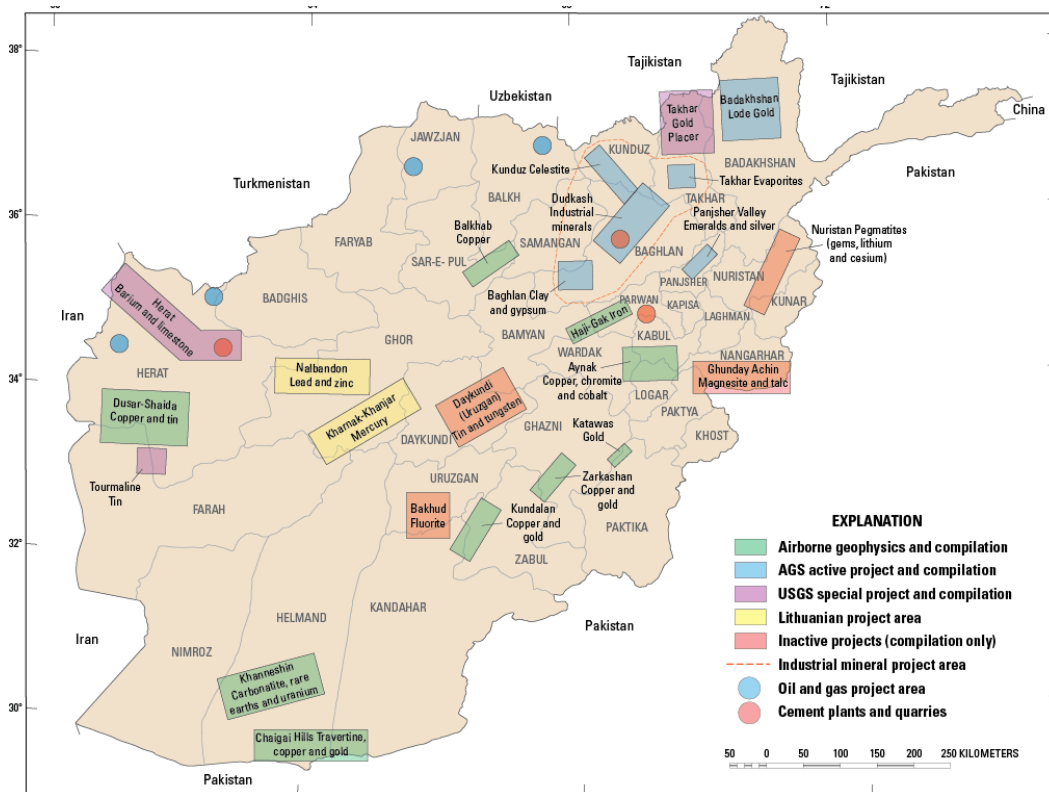 72
38°
36°
34°
32°
30°
Tajikistan
Tajikistan
China
Uzbekistan
Turkmenistan
Pakistan
Iran
Iran
Pakistan
Pakistan
JAWZJAN
KUNDUZ
BADAKHSHAN
BALKH
TAKHAR
FARYAB
SAMANGAN
SAR-E- PUL
BAGHLAN
PANJSHER
NURISTAN
BADGHIS
PARWAN
KAPISA
KUNAR
LAGHMAN
BAMYAN
KABUL
GHOR
WARDAK
NANGARHAR
HERAT
LOGAR
PAKTYA
KHOST
DAYKUNDI
GHAZNI
URUZGAN
FARAH
PAKTIKA
ZABUL
HELMAND
KANDAHAR
NIMROZ
Takhar
Gold
Placer
Badakhshan
Lode Gold
Kunduz Celestite
Takhar Evaporites
Dudkash
Industrial
minerals
Panjsher Valley
Emeralds and silver
Nuristan Pegmatites
(gems, lithium
and cesium)
Balkhab
Copper
Baghlan Clay
and gypsum
Haji-Gak Iron
Herat
Barium and limestone
Nalbandon
Lead and zinc
Aynak
Copper, chromite
and cobalt
Ghunday Achin
Magnesite and talc
Dusar-Shaida
Copper and tin
Kharnak-Khanjar
Mercury
Daykundi
(Uruzgan)
Tin and tungsten
Katawas
Gold
Tourmaline
Tin
Zarkashan
Copper and
gold
Bakhud
Fluorite
Kundalan
Copper and
gold
Khanneshin
Carbonatite, rare
earths and uranium
Chaigai Hills Travertine,
copper and gold
EXPLANATION
Airborne geophysics and compilation
AGS active project and compilation
USGS special project and compilation
Lithuanian project area
Inactive projects (compilation only)
Industrial mineral project area
Oil and gas project area
Cement plants and quarries
50 0 50 100 150 200 250 KILOMETERS